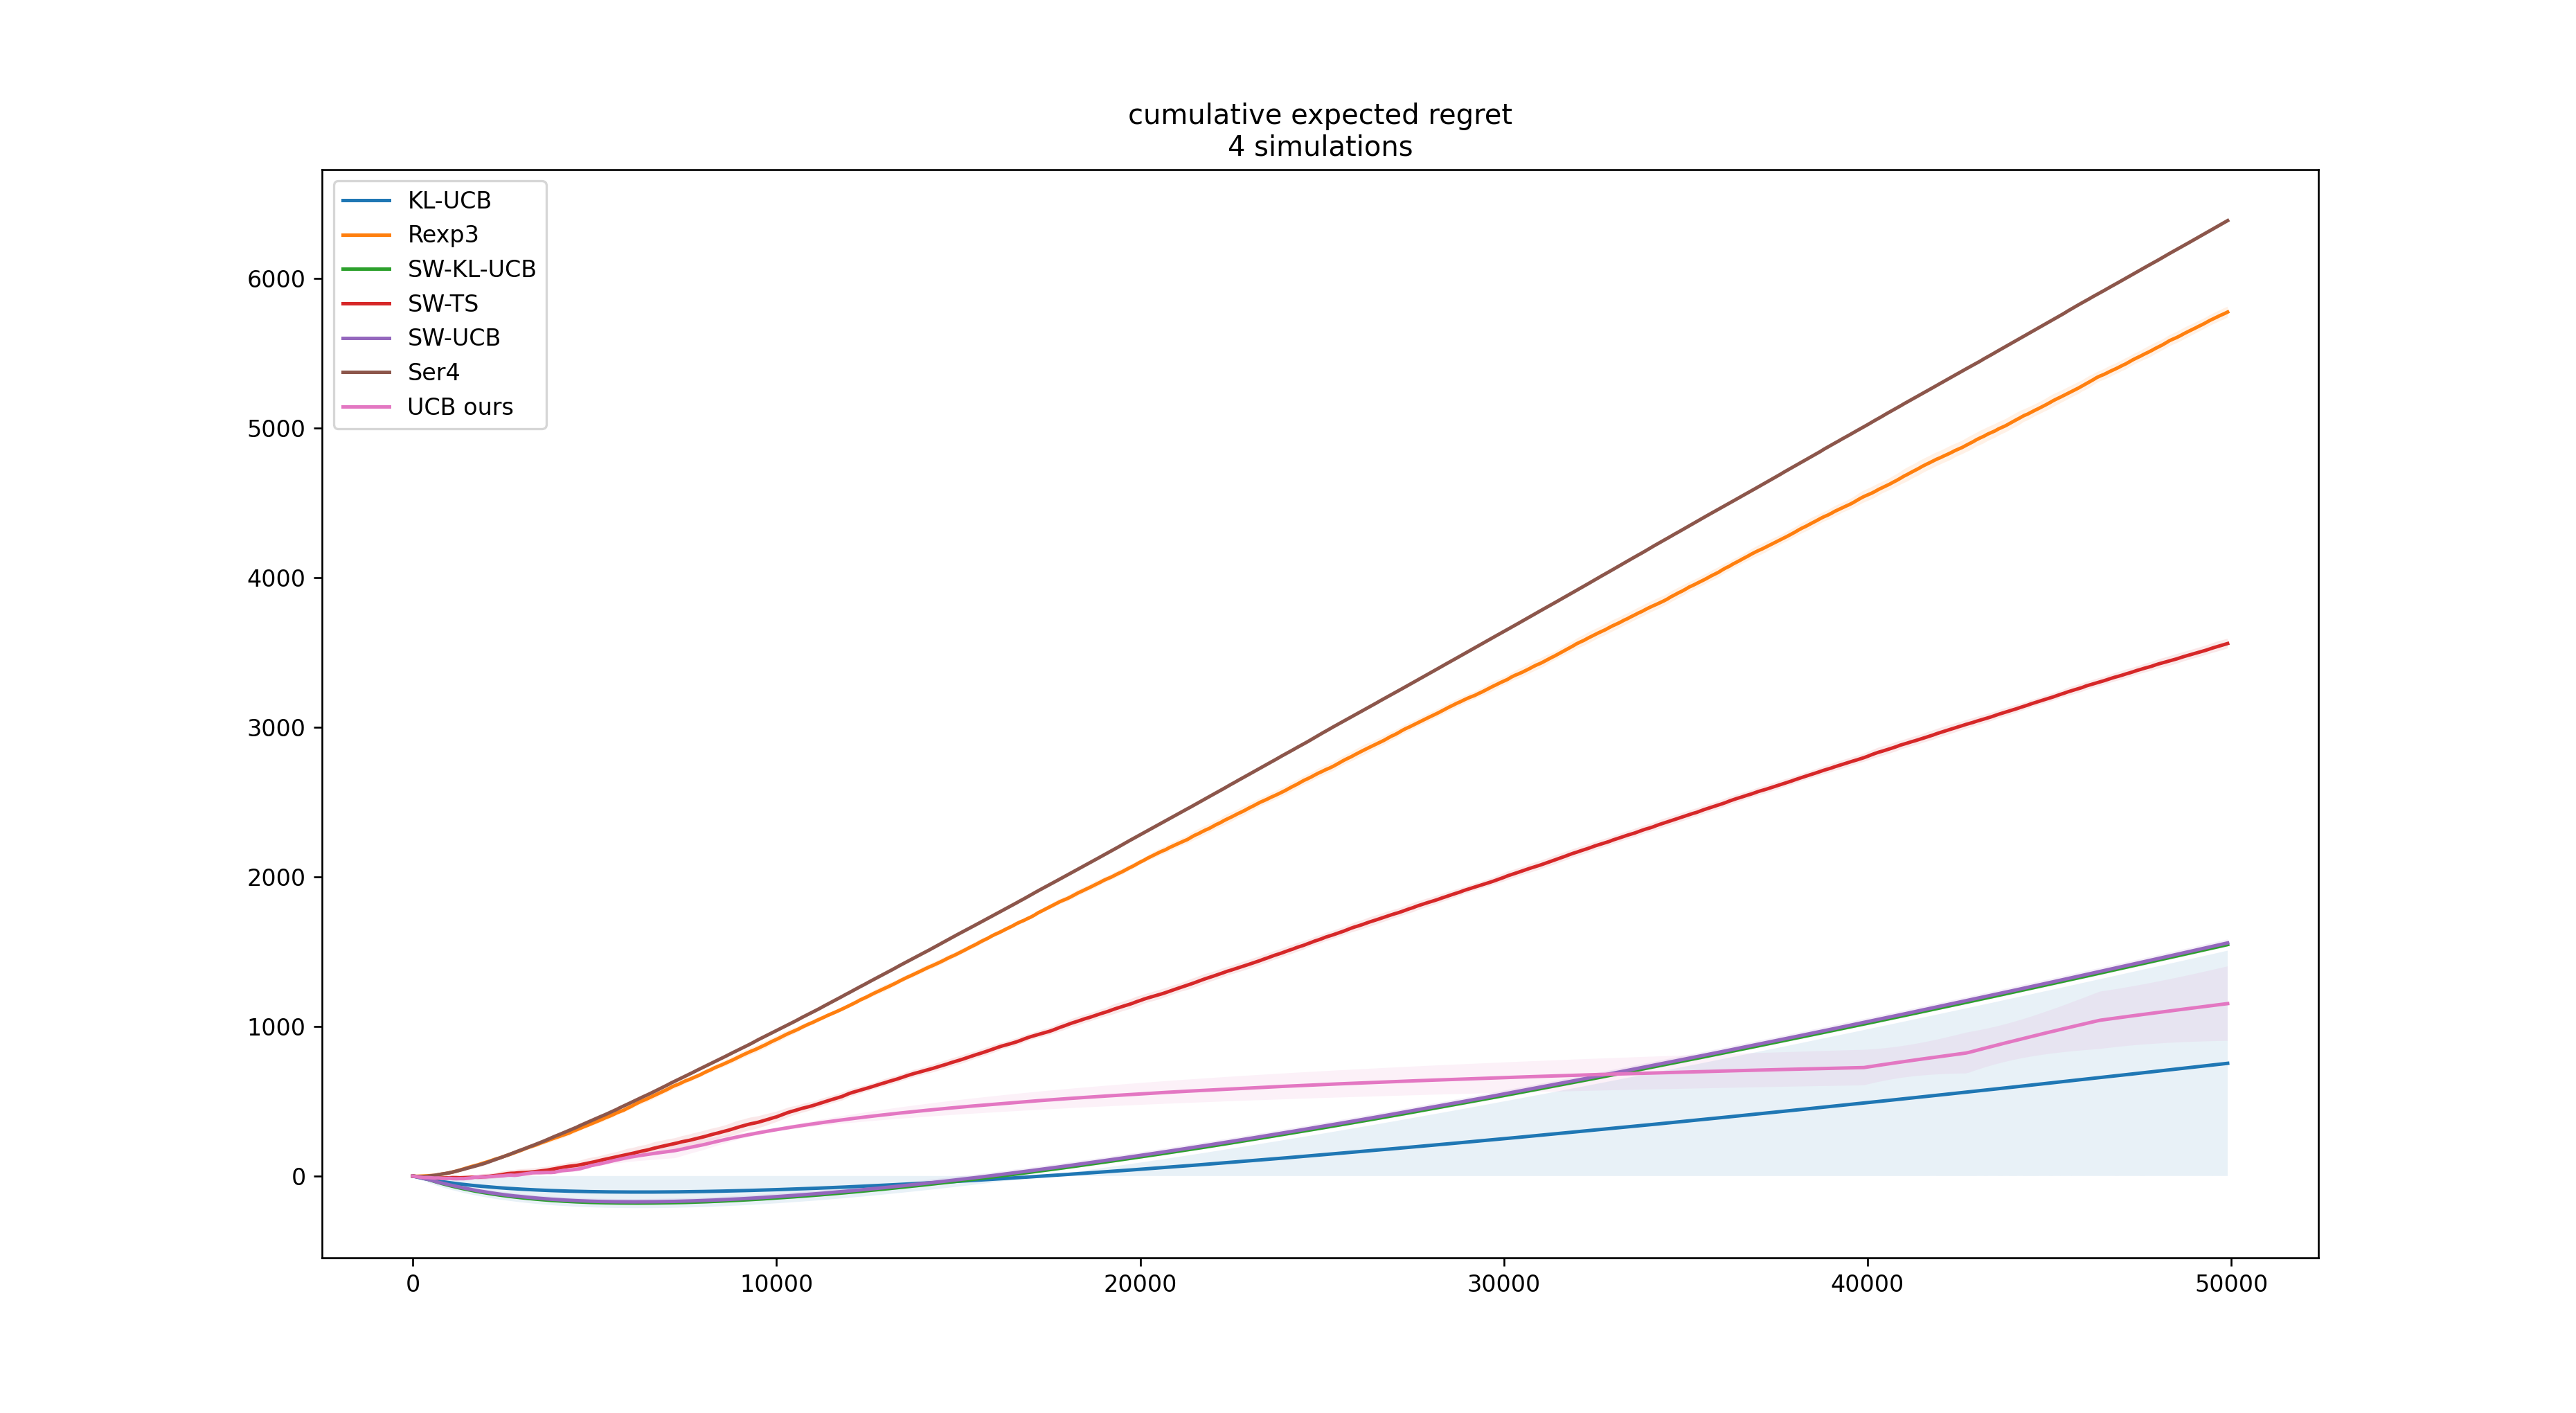 cumulative expected regret
4 simulations
KL-UCB
Rexp3
SW-KL-UCB
SW-TS
SW-UCB
Ser4
UCB ours
6000
5000
4000
3000
2000
1000
0
0
10000
20000
30000
40000
50000